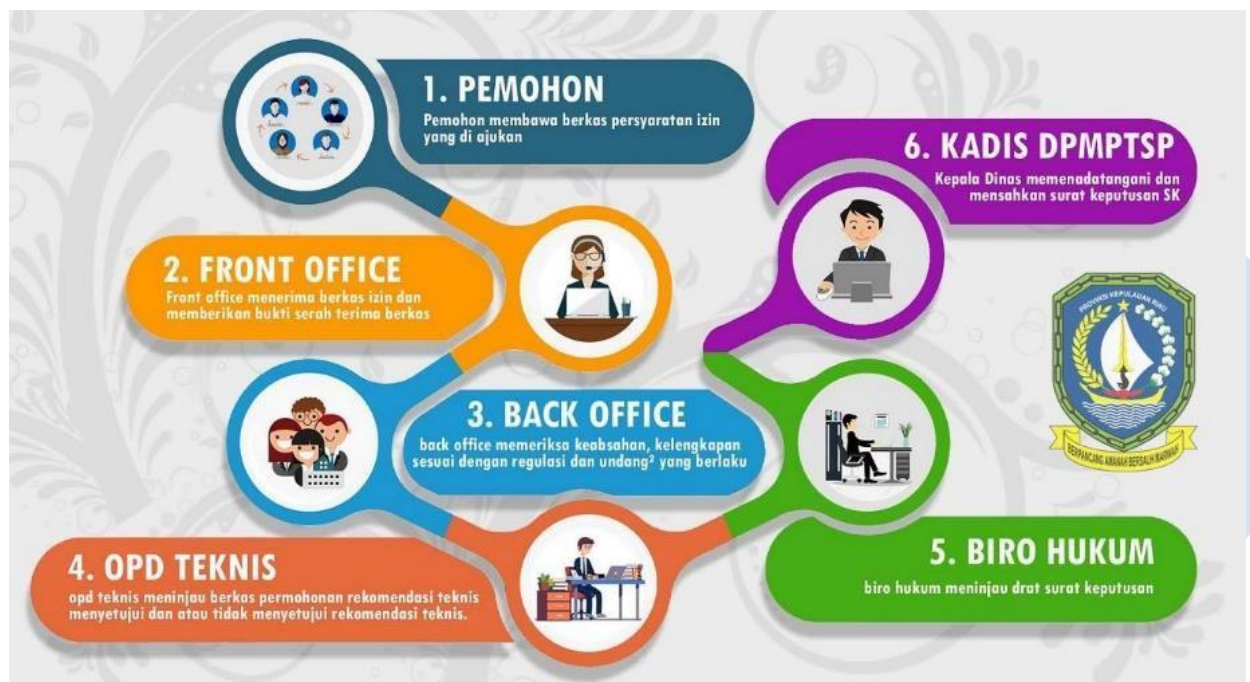 1. PEMOHON
Pemohon membawa berkas persyaratan izin
yang di ajukan
2. FRONT OFFICE
Front office menerima berkas izin dan
memberikan bukti serah terima berkas
3. BACK OFFICE
back office memeriksa keabsahan, kelengkapan
sesuai dengan regulasi dan undang² yang berlaku
4. OPD TEKNIS
opd teknis meninjau berkas permohonan rekomendasi teknis
menyetujui dan atau tidak menyetujui rekomendasi teknis.
5. BIRO HUKUM
biro hukum meninjau drat surat keputusan
6. KADIS DPMPTSP
Kepala Dinas memenadatangani dan
mensahkan surat keputusan SK
PROVINSI KEPULAUAN RIAU
BERPANCANG AMANAH BERSAUH MARWAH